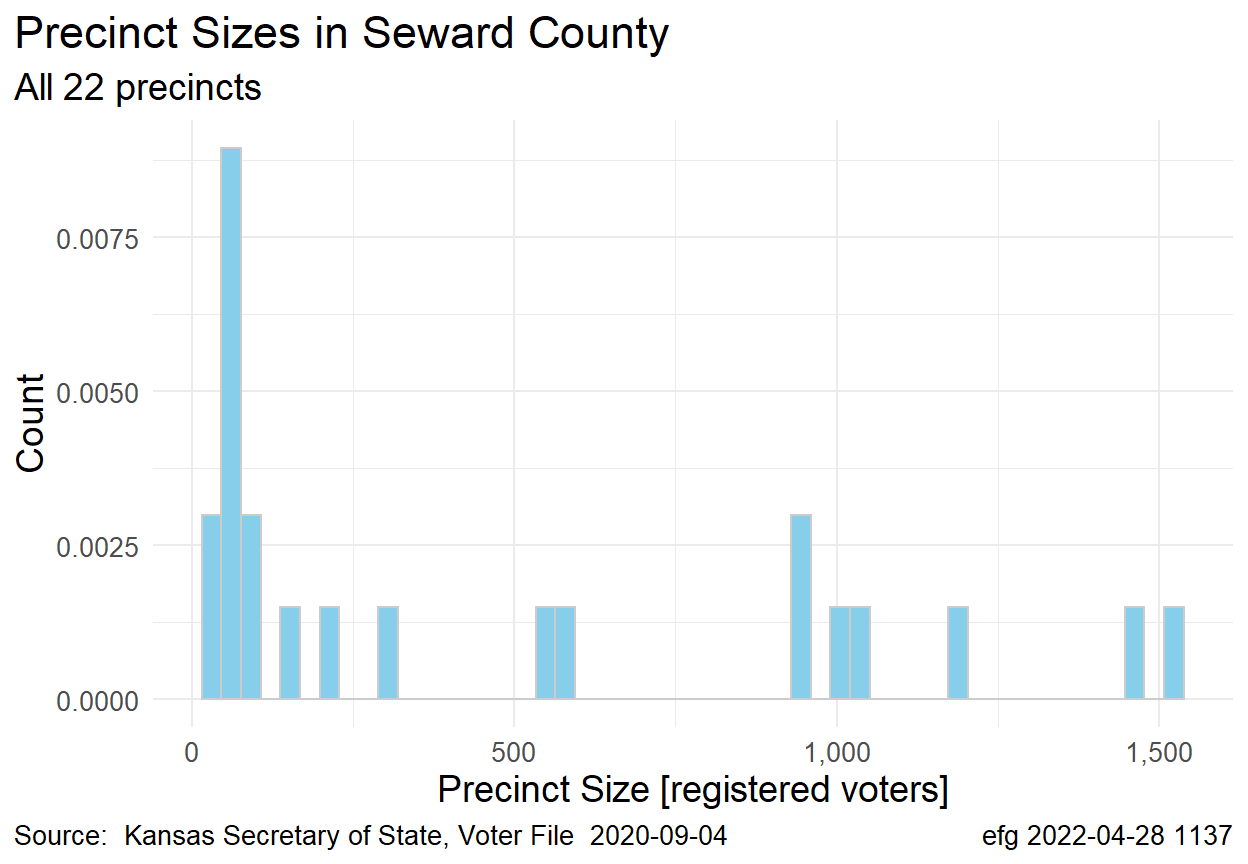 Precinct Sizes in Seward County
All 22 precincts
Count
0.0075
0.0050
0.0025
0.0000
0 500 1,000 1,500
Precinct Size [registered voters]
Source:  Kansas Secretary of State, Voter File  2020-09-04
efg 2022-04-28 1137